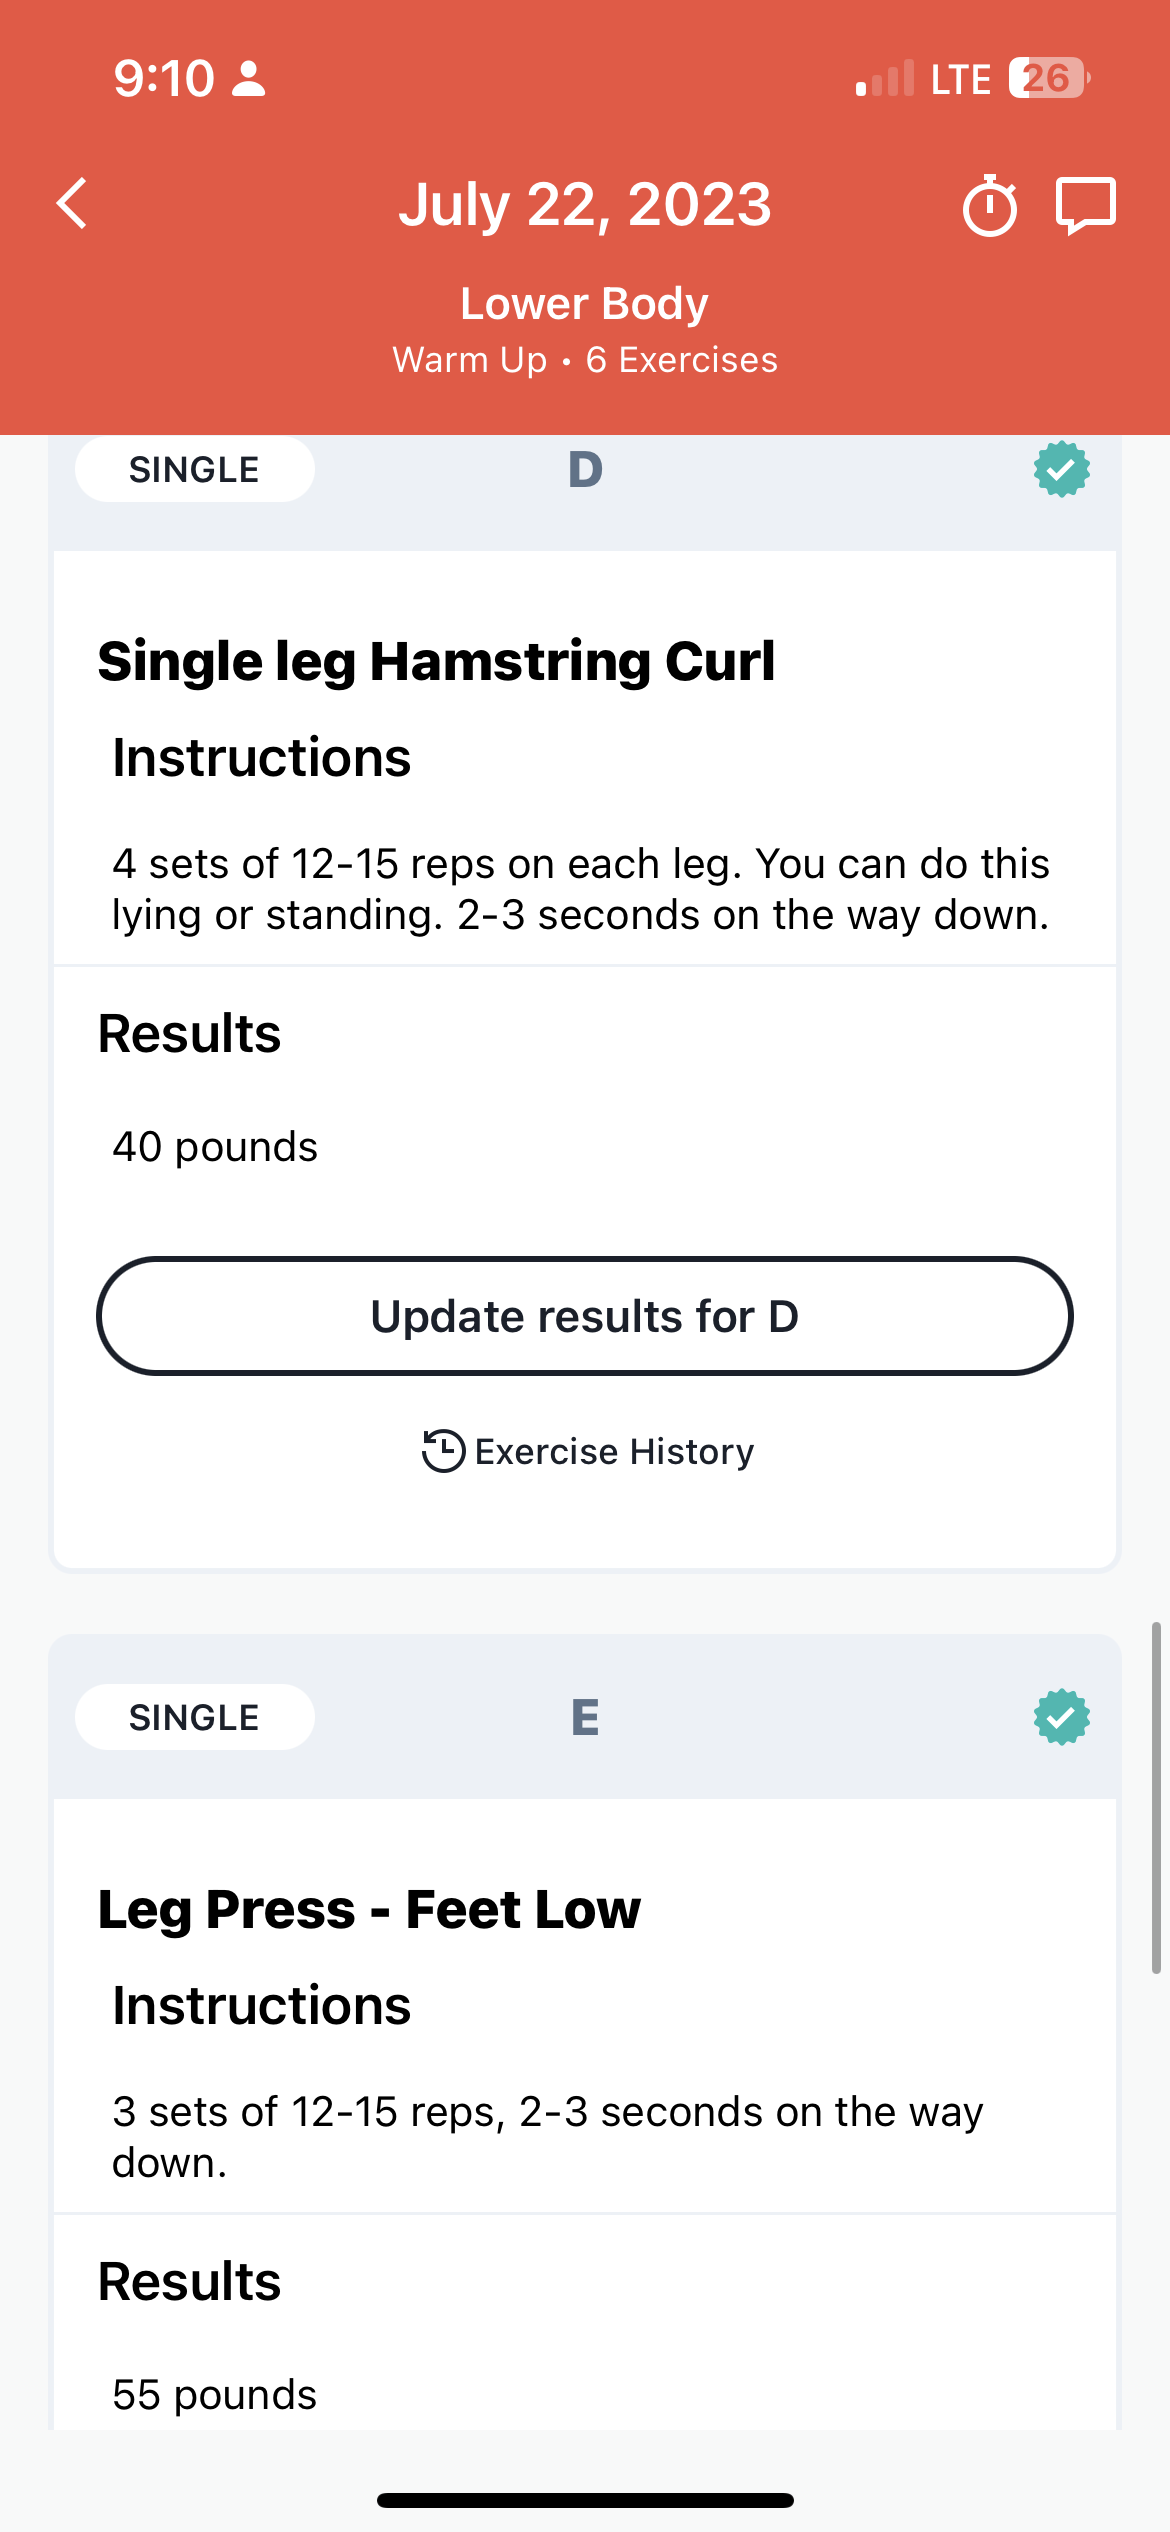 9:10 LTE 26
July 22, 2023
Lower Body
Warm Up • 6 Exercises
SINGLE D
Single leg Hamstring Curl
Instructions
4 sets of 12-15 reps on each leg. You can do this
lying or standing. 2-3 seconds on the way down.
Results
40 pounds
Update results for D
Exercise History
SINGLE E
Leg Press - Feet Low
Instructions
3 sets of 12-15 reps, 2-3 seconds on the way
down.
Results
55 pounds